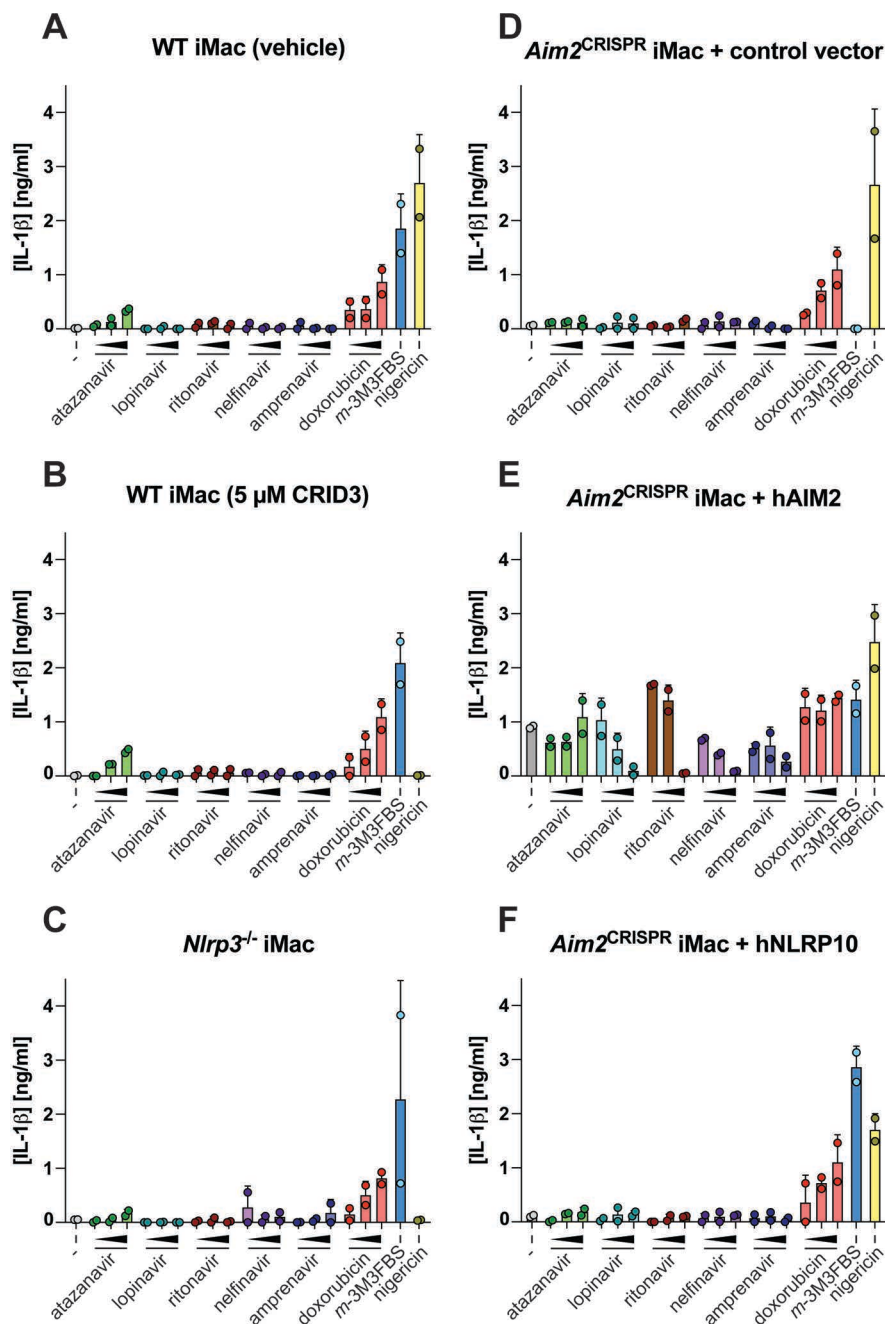 A
WT iMac (vehicle)
[IL-1β] [ng/ml]
4
3
2
1
0
-
atazanavir
lopinavir
ritonavir
nelfinavir
amprenavir
doxorubicin
m-3M3FBS
nigericin
D
Aim2CRISPR iMac + control vector
[IL-1β] [ng/ml]
4
3
2
1
0
-
atazanavir
lopinavir
ritonavir
nelfinavir
amprenavir
doxorubicin
m-3M3FBS
nigericin
B
WT iMac (5 µM CRID3)
[IL-1β] [ng/ml]
4
3
2
1
0
-
atazanavir
lopinavir
ritonavir
nelfinavir
amprenavir
doxorubicin
m-3M3FBS
nigericin
E
Aim2CRISPR iMac + hAIM2
[IL-1β] [ng/ml]
4
3
2
1
0
-
atazanavir
lopinavir
ritonavir
nelfinavir
amprenavir
doxorubicin
m-3M3FBS
nigericin
C
Nlrp3-/- iMac
[IL-1β] [ng/ml]
4
3
2
1
0
-
atazanavir
lopinavir
ritonavir
nelfinavir
amprenavir
doxorubicin
m-3M3FBS
nigericin
F
Aim2CRISPR iMac + hNLRP10
[IL-1β] [ng/ml]
4
3
2
1
0
-
atazanavir
lopinavir
ritonavir
nelfinavir
amprenavir
doxorubicin
m-3M3FBS
nigericin